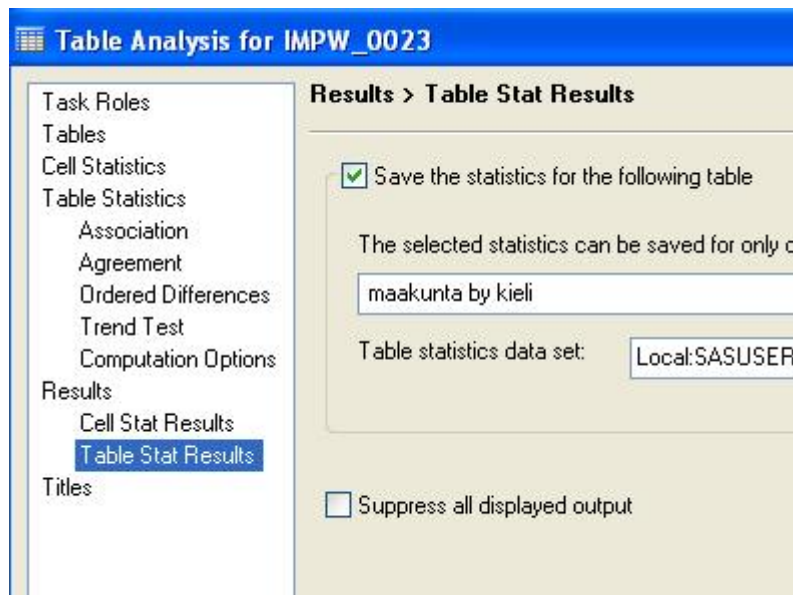 Table Analysis for IMPW_0023
Task Roles
Tables
Cell Statistics
Table Statistics
Association
Agreement
Ordered Differences
Trend Test
Computation Options
Results
Cell Stat Results
Table Stat Results
Titles
Results > Table Stat Results
Save the statistics for the following table
The selected statistics can be saved for only
maakunta by kieli
Table statistics data set: Local:SASUSER
Suppress all displayed output